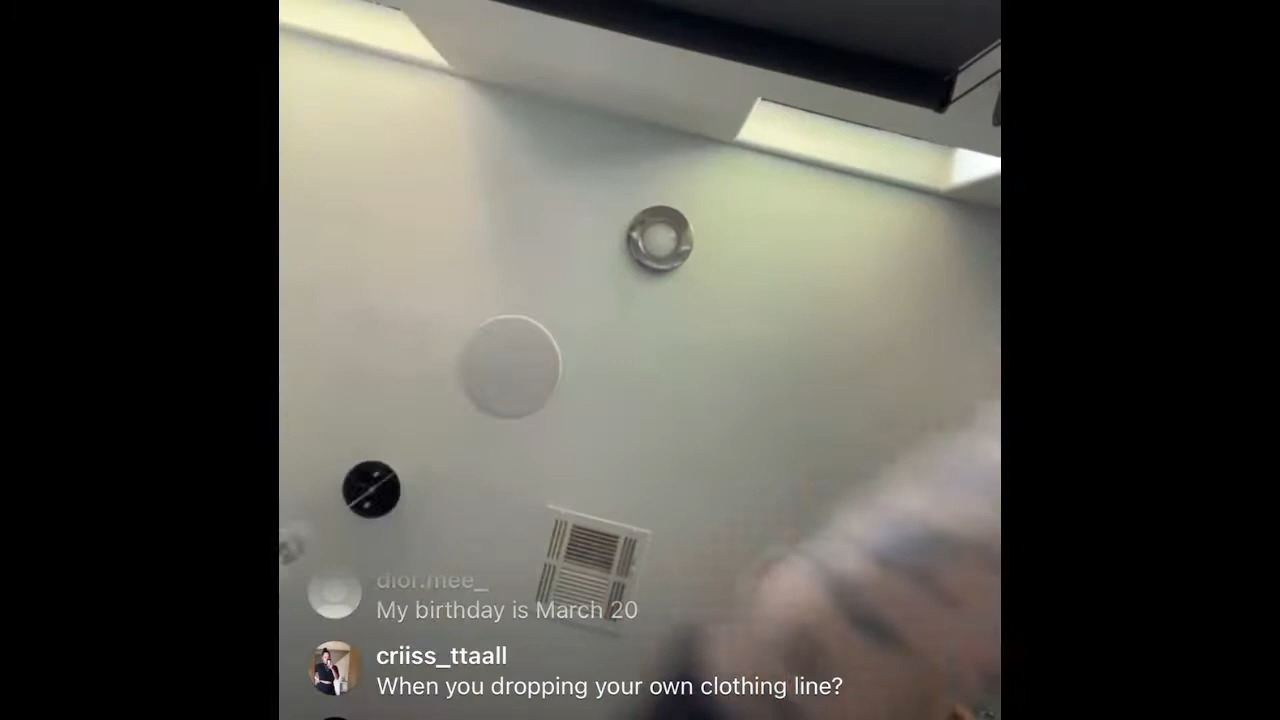 dior.mee_
My birthday is March 20
criiss_ttaall
When you dropping your own clothing line?